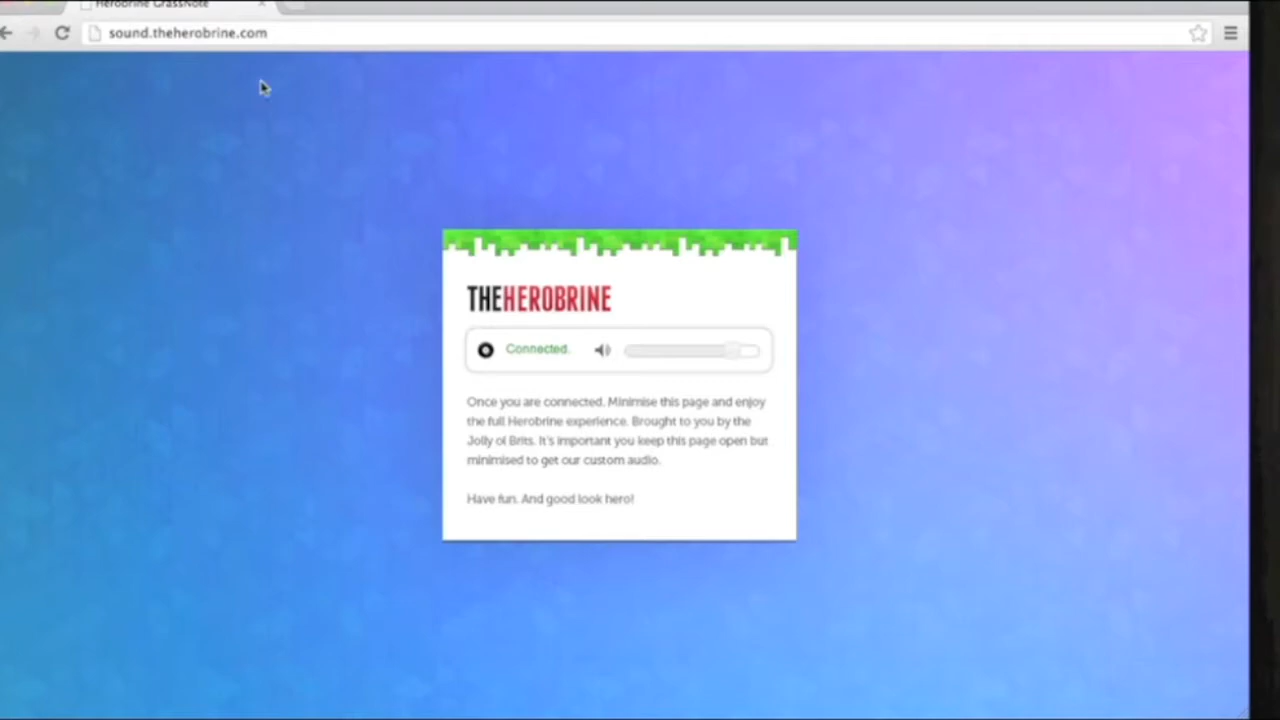 Herobrine GrassNote
sound.theherobrine.com
THEHEROBRINE
Connected.
Once you are connected. Minimise this page and enjoy
the full Herobrine experience. Brought to you by the
Jolly ol Brits. It's important you keep this page open but
minimised to get our custom audio.
Have fun. And good look hero!